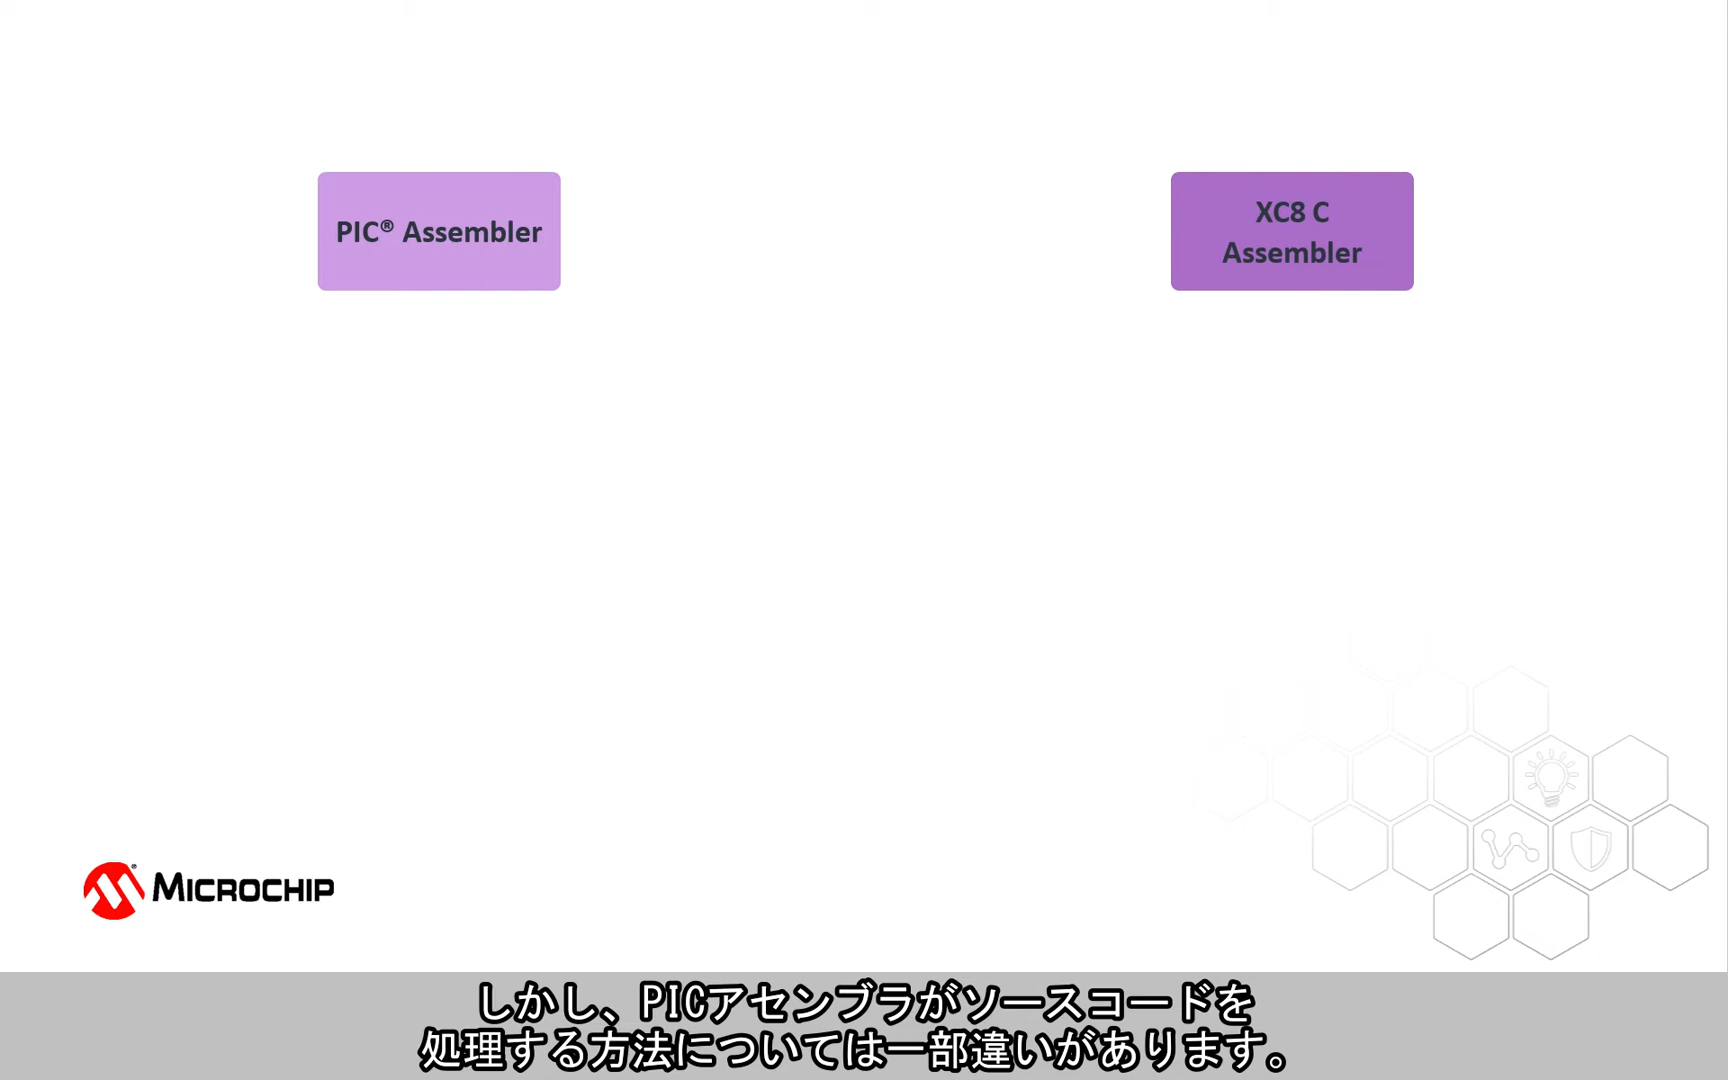 PIC® Assembler
XC8 C
Assembler
MICROCHIP
しかし、PICアセンブラがソースコードを
処理する方法については一部違いがあります。